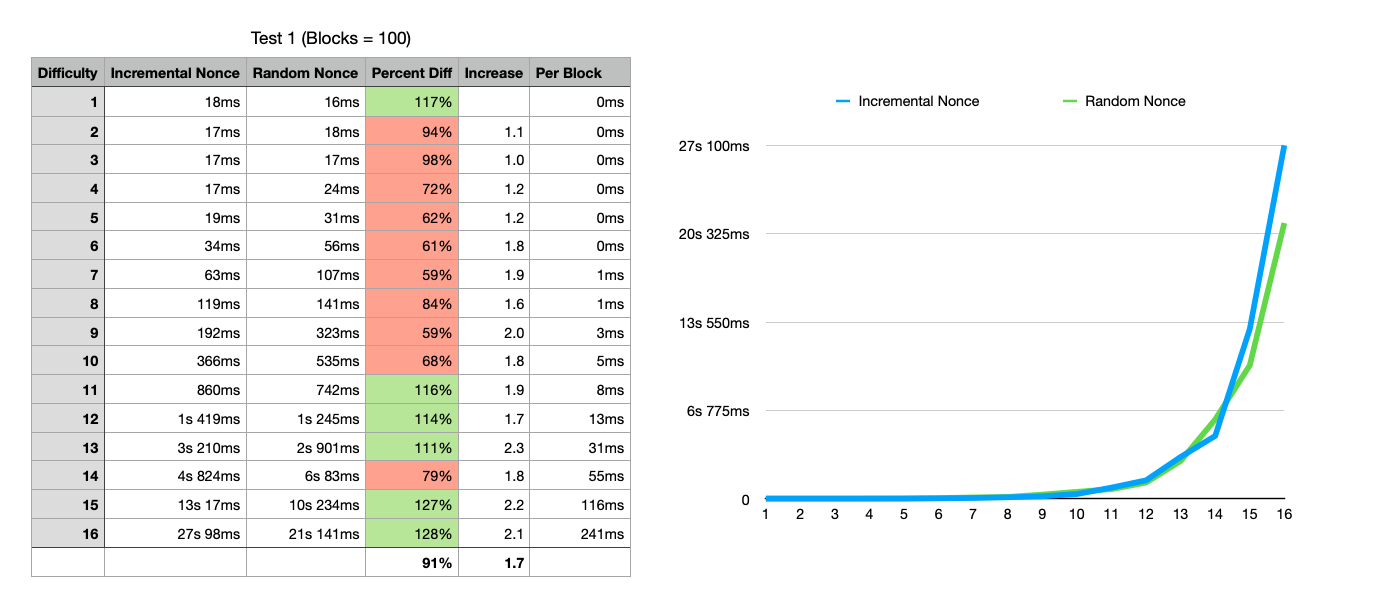 Test 1 (Blocks = 100)
Difficulty Incremental Nonce Random Nonce Percent Diff Increase Per Block
1 18ms 16ms 117% 0ms
2 17ms 18ms 94% 1.1 0ms
3 17ms 17ms 98% 1.0 0ms
4 17ms 24ms 72% 1.2 0ms
5 19ms 31ms 62% 1.2 0ms
6 34ms 56ms 61% 1.8 0ms
7 63ms 107ms 59% 1.9 1ms
8 119ms 141ms 84% 1.6 1ms
9 192ms 323ms 59% 2.0 3ms
10 366ms 535ms 68% 1.8 5ms
11 860ms 742ms 116% 1.9 8ms
12 1s 419ms 1s 245ms 114% 1.7 13ms
13 3s 210ms 2s 901ms 111% 2.3 31ms
14 4s 824ms 6s 83ms 79% 1.8 55ms
15 13s 17ms 10s 234ms 127% 2.2 116ms
16 27s 98ms 21s 141ms 128% 2.1 241ms
91% 1.7
Incremental Nonce Random Nonce
27s 100ms
20s 325ms
13s 550ms
6s 775ms
0
1 2 3 4 5 6 7 8 9 10 11 12 13 14 15 16